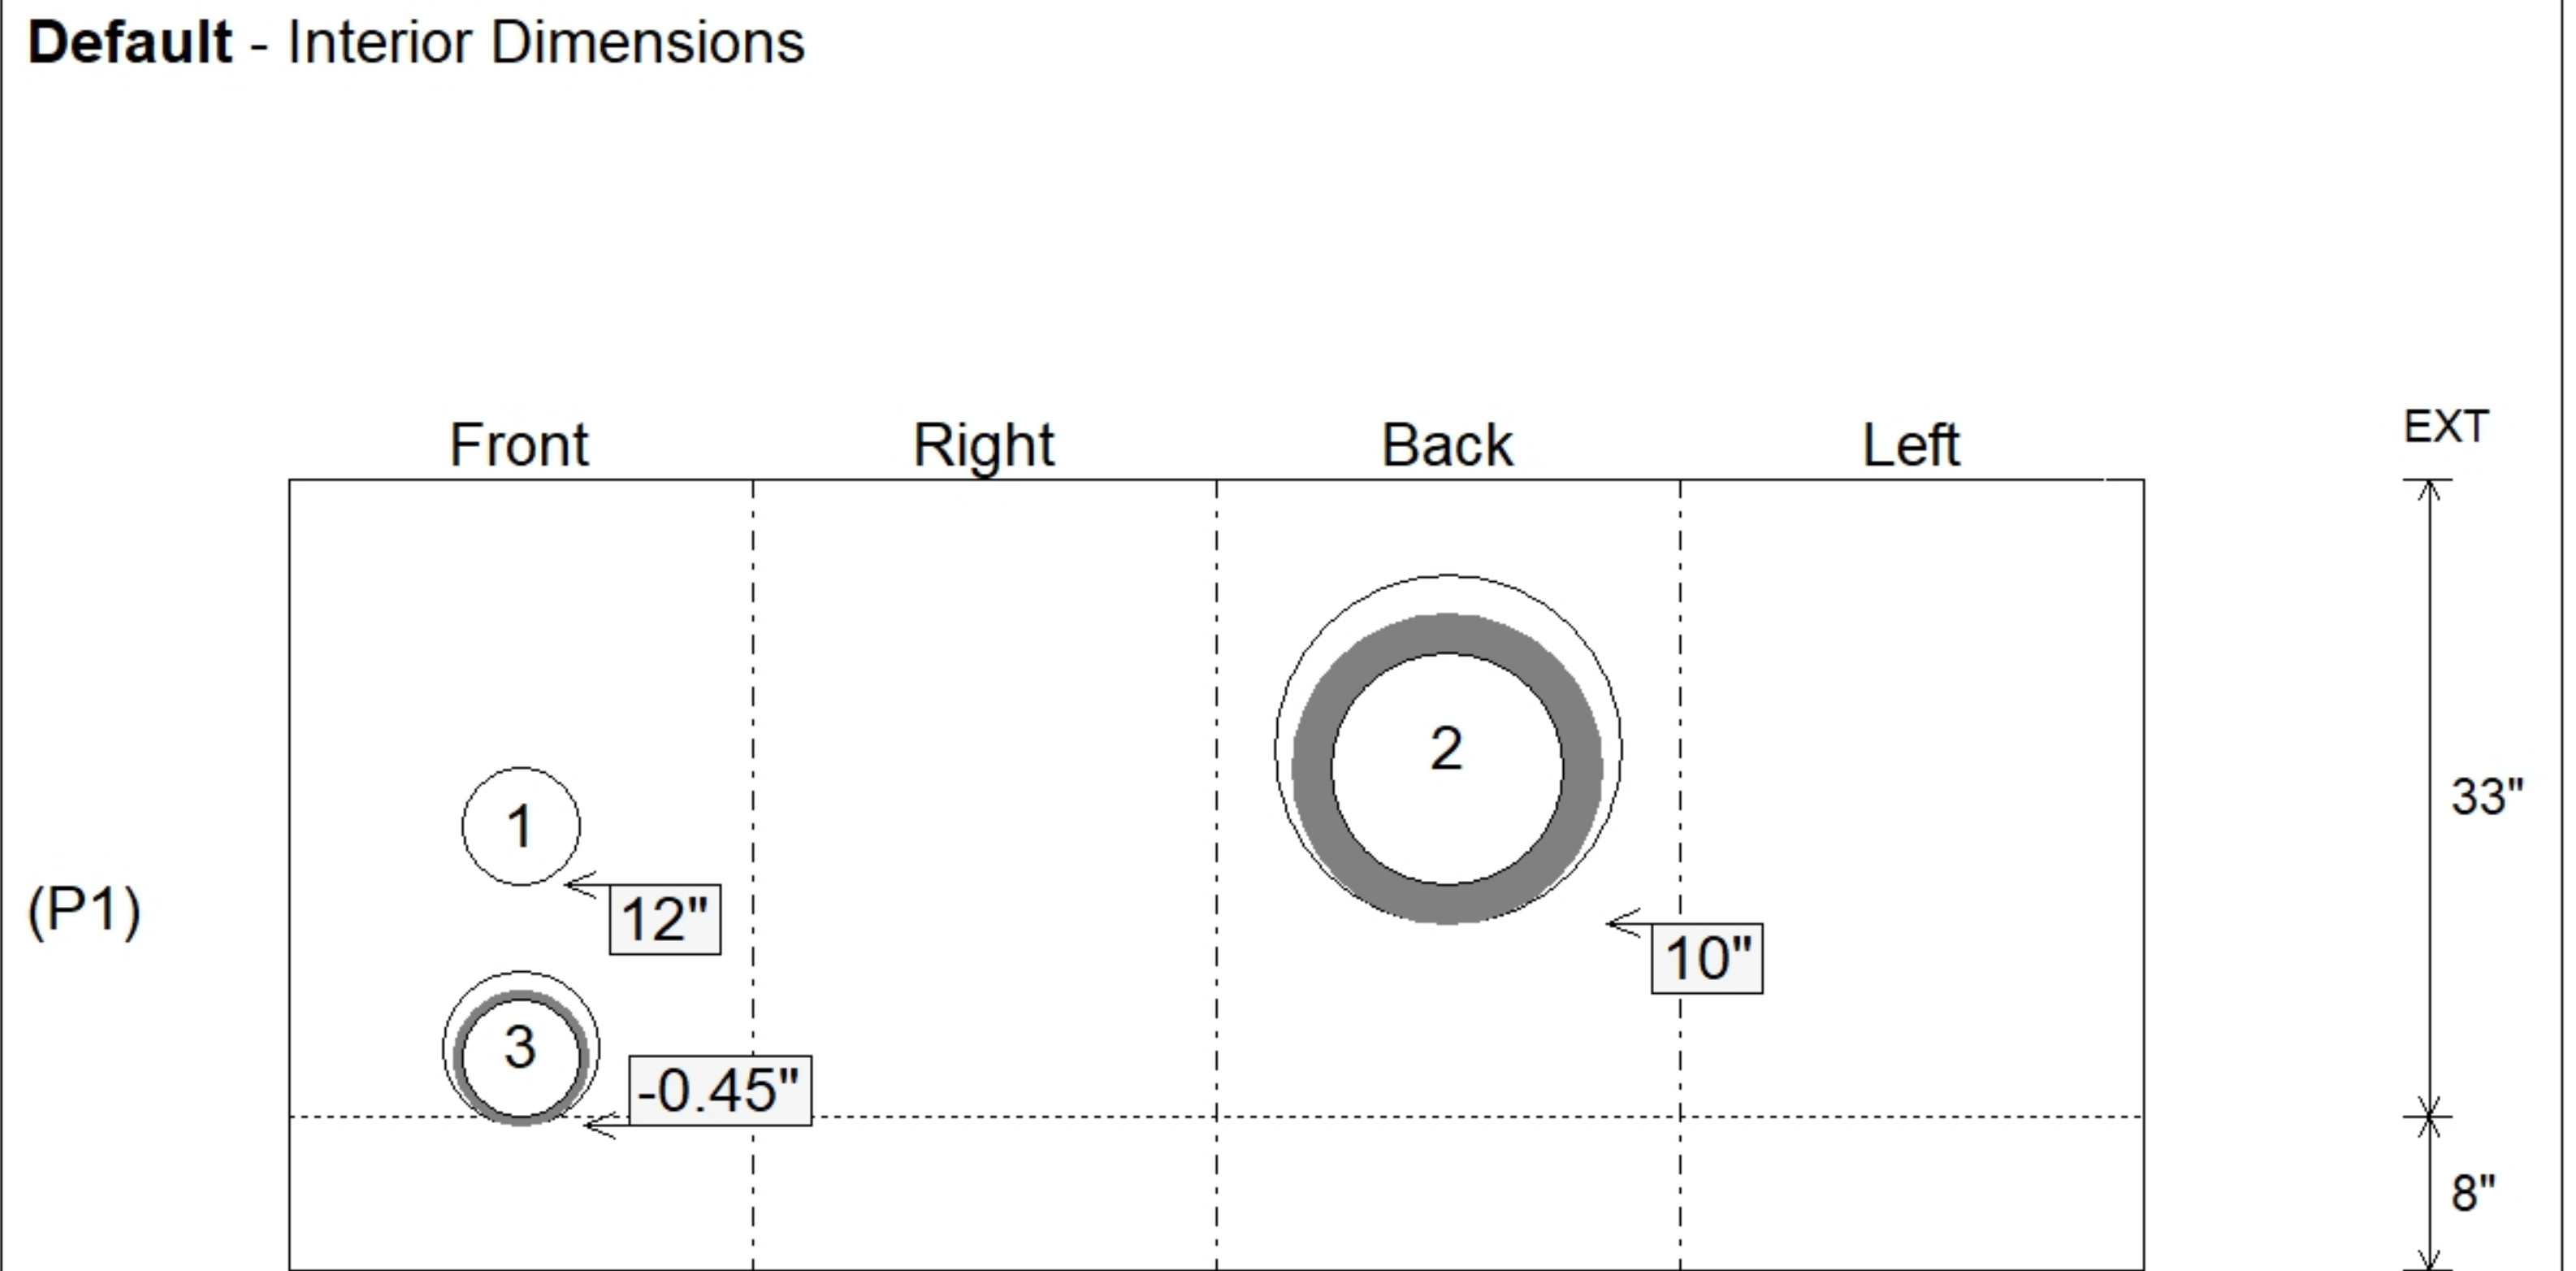 Default - Interior Dimensions
Front Right Back Left EXT
1
2
33"
(P1)
12"
10"
3
-0.45"
8"